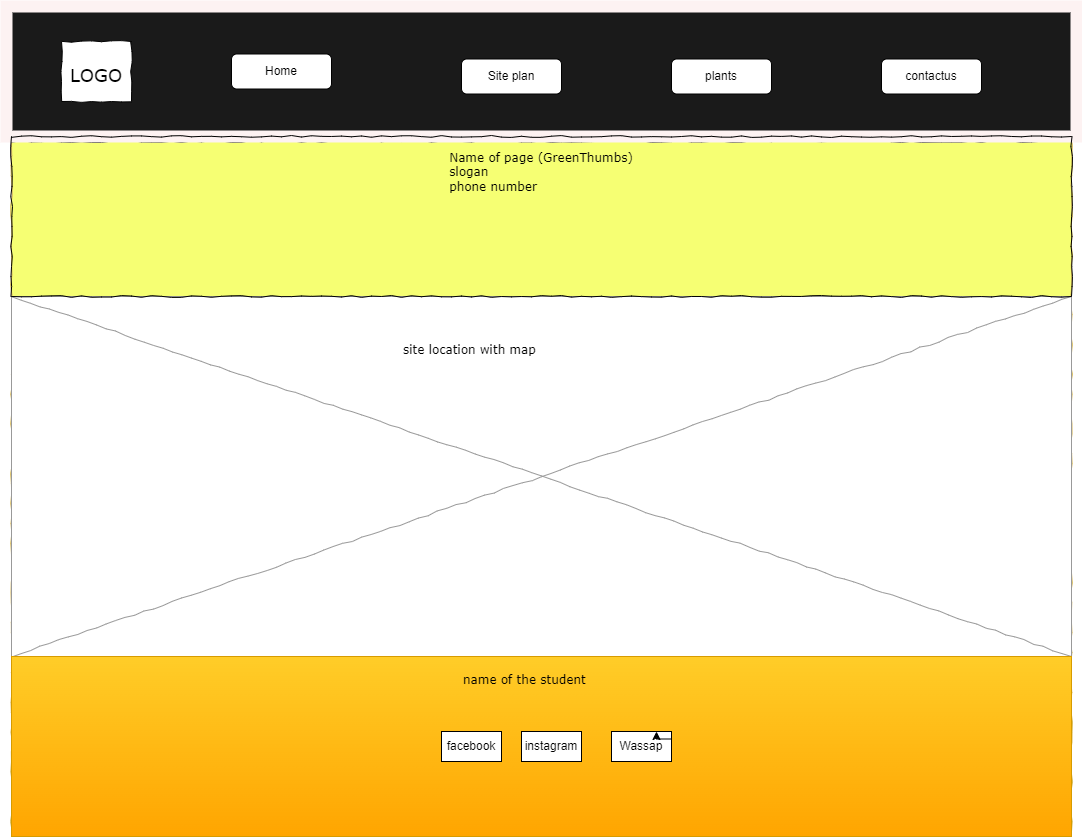 LOGO
Home
Site plan
plants
contactus
Name of page (GreenThumbs)
slogan
phone number
site location with map
name of the student
facebook
instagram
Wassap